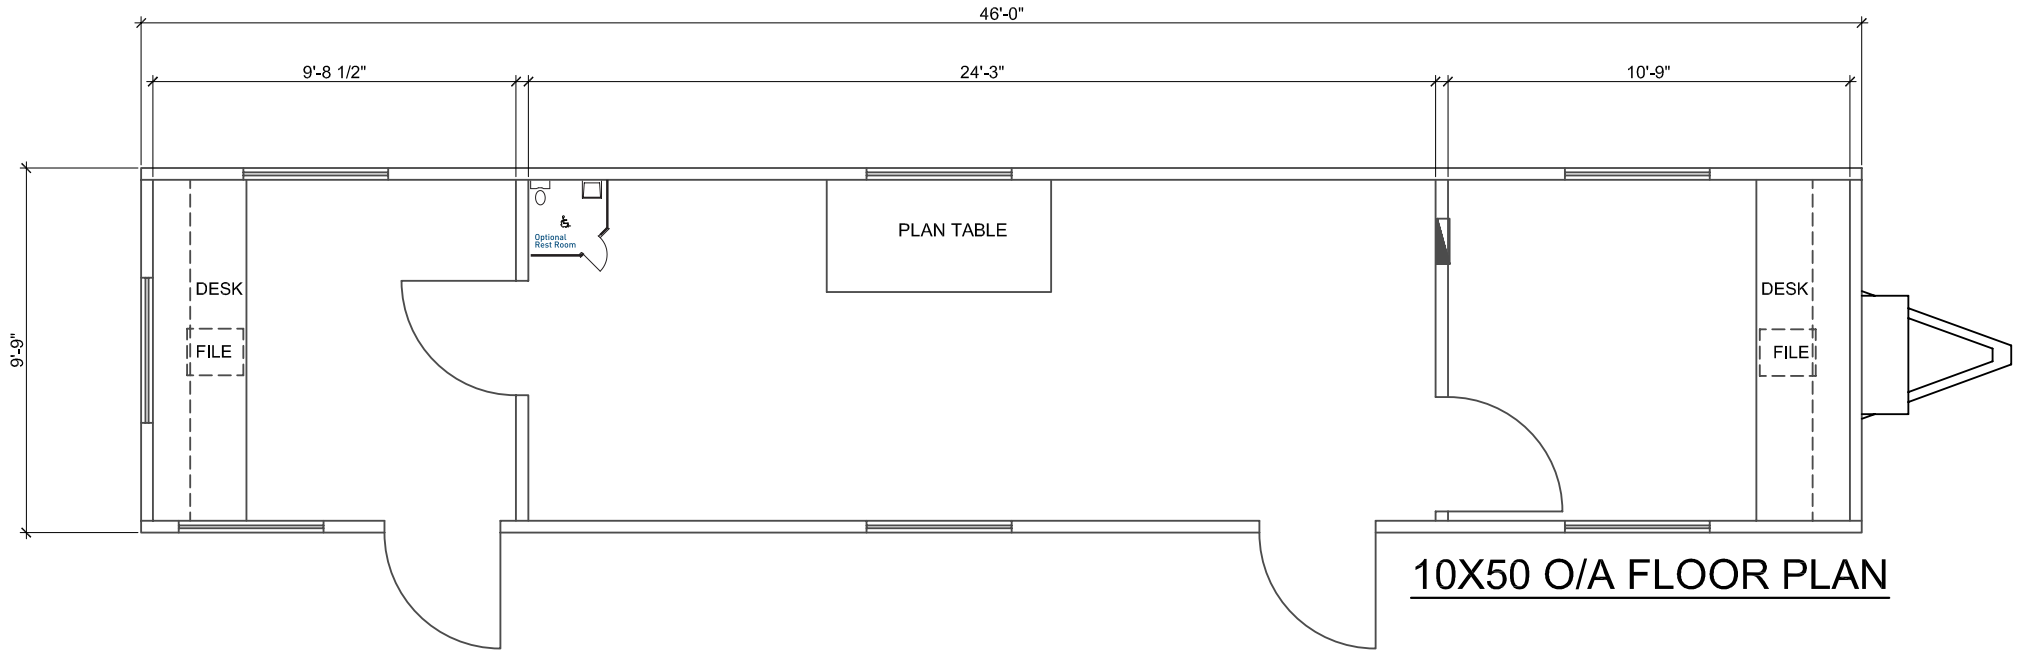 46'-0"
9'-8 1/2"
24'-3"
10'-9"
9'-9"
PLAN TABLE
Optional
Rest Room
DESK
FILE
DESK
FILE
10X50 O/A FLOOR PLAN